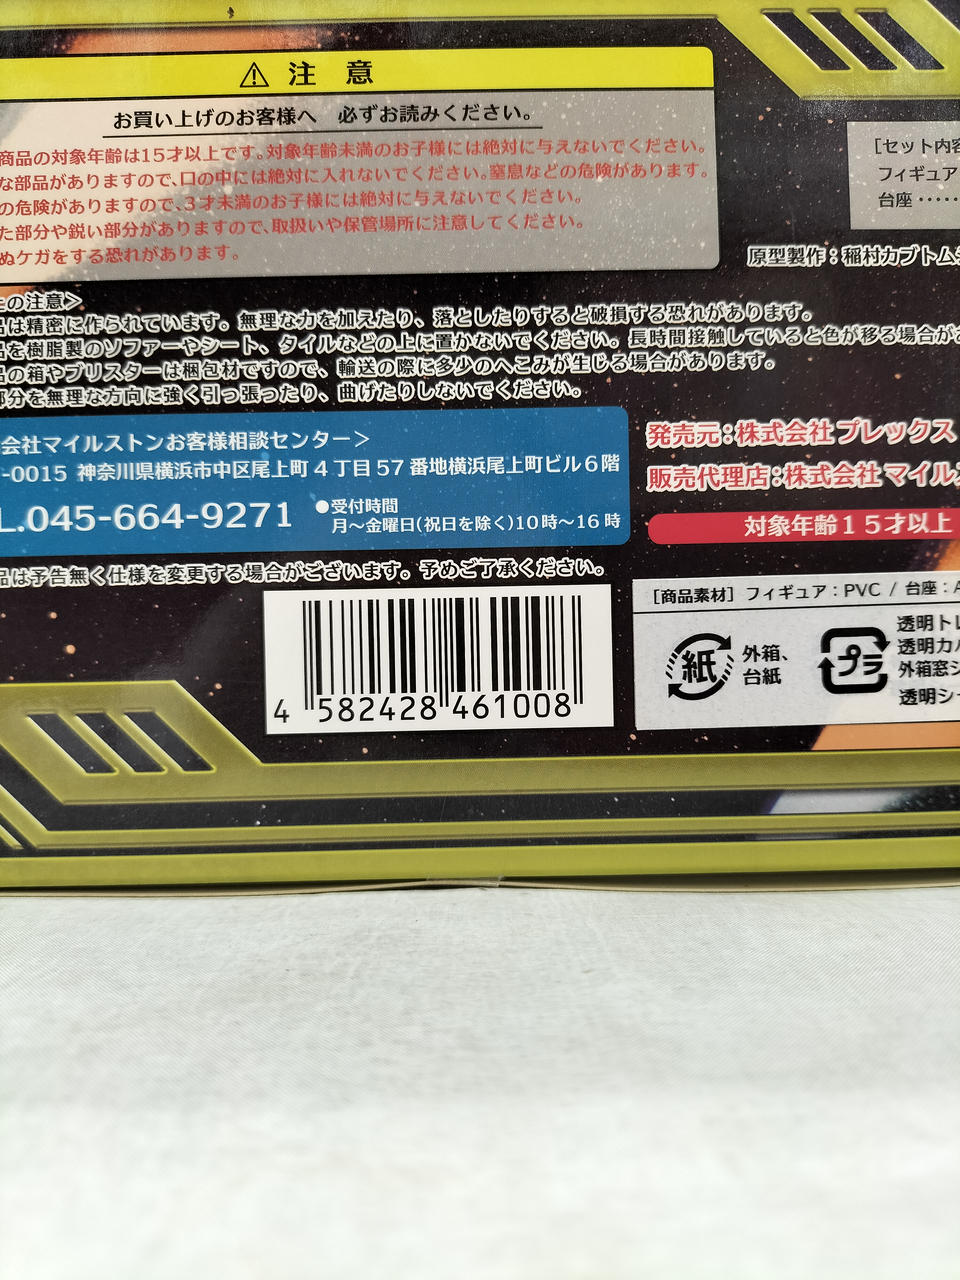 注 意
お買い上げのお客様へ 必ずお読みください。
商品の対象年齢は15才以上です。対象年齢未満のお子様には絶対に与えないでください。
な部品がありますので、口の中には絶対に入れないでください。窒息などの危険があります。
の危険がありますので、3才未満のお子様には絶対に与えないでください。
た部分や鋭い部分がありますので、取扱いや保管場所に注意してください。
ぬケガをする恐れがあります。
[セット内容
フィギュア
台座‥‥
原型製作：稲村カブトムシ
の注意＞
は精密に作られています。無理な力を加えたり、落としたりすると破損する恐れがあります。
を樹脂製のソファーやシート、タイルなどの上に置かないでください。長時間接触していると色が移る場合が
の箱やブリスターは梱包材ですので、輸送の際に多少のへこみが生じる場合があります。
部分を無理な方向に強く引っ張ったり、曲げたりしないでください。
会社マイルストンお客様相談センター＞
-0015 神奈川県横浜市中区尾上町4丁目57番地横浜尾上町ビル6階
L.045-664-9271
●受付時間
月～金曜日(祝日を除く)10時～16時
発売元：株式会社プレックス
販売代理店：株式会社マイルス
対象年齢15才以上
品は予告無く仕様を変更する場合がございます。予めご了承ください。
4 582428 461008
[商品素材] フィギュア：PVC / 台座：A
紙
外箱、
台紙
プラ
透明トレ
透明カバ
外箱窓シ
透明シー